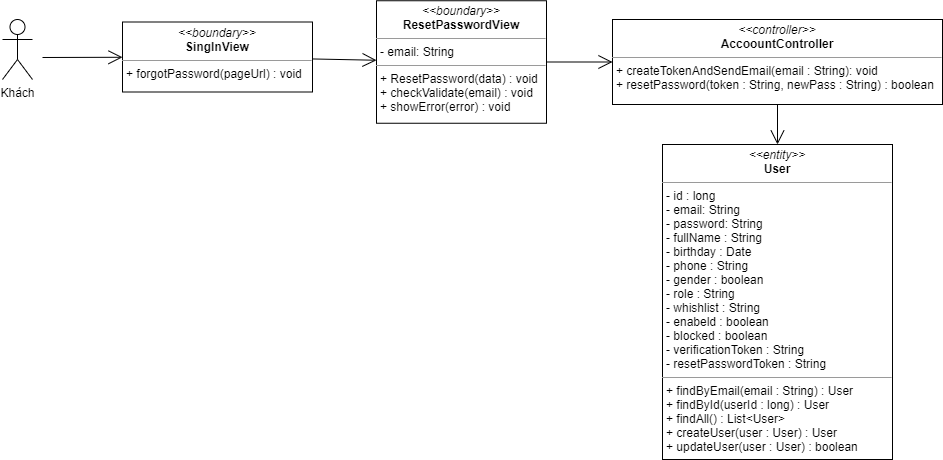 Khách
<<boundary>>
SingInView
+ forgotPassword(pageUrl) : void
<<boundary>>
ResetPasswordView
- email: String
+ ResetPassword(data) : void
+ checkValidate(email) : void
+ showError(error) : void
<<controller>>
AccoountController
+ createTokenAndSendEmail(email : String): void
+ resetPassword(token : String, newPass : String) : boolean
<<entity>>
User
- id : long
- email: String
- password: String
- fullName : String
- birthday : Date
- phone : String
- gender : boolean
- role : String
- whishlist : String
- enabeld : boolean
- blocked : boolean
- verificationToken : String
- resetPasswordToken : String
+ findByEmail(email : String) : User
+ findById(userId : long) : User
+ findAll() : List<User>
+ createUser(user : User) : User
+ updateUser(user : User) : boolean